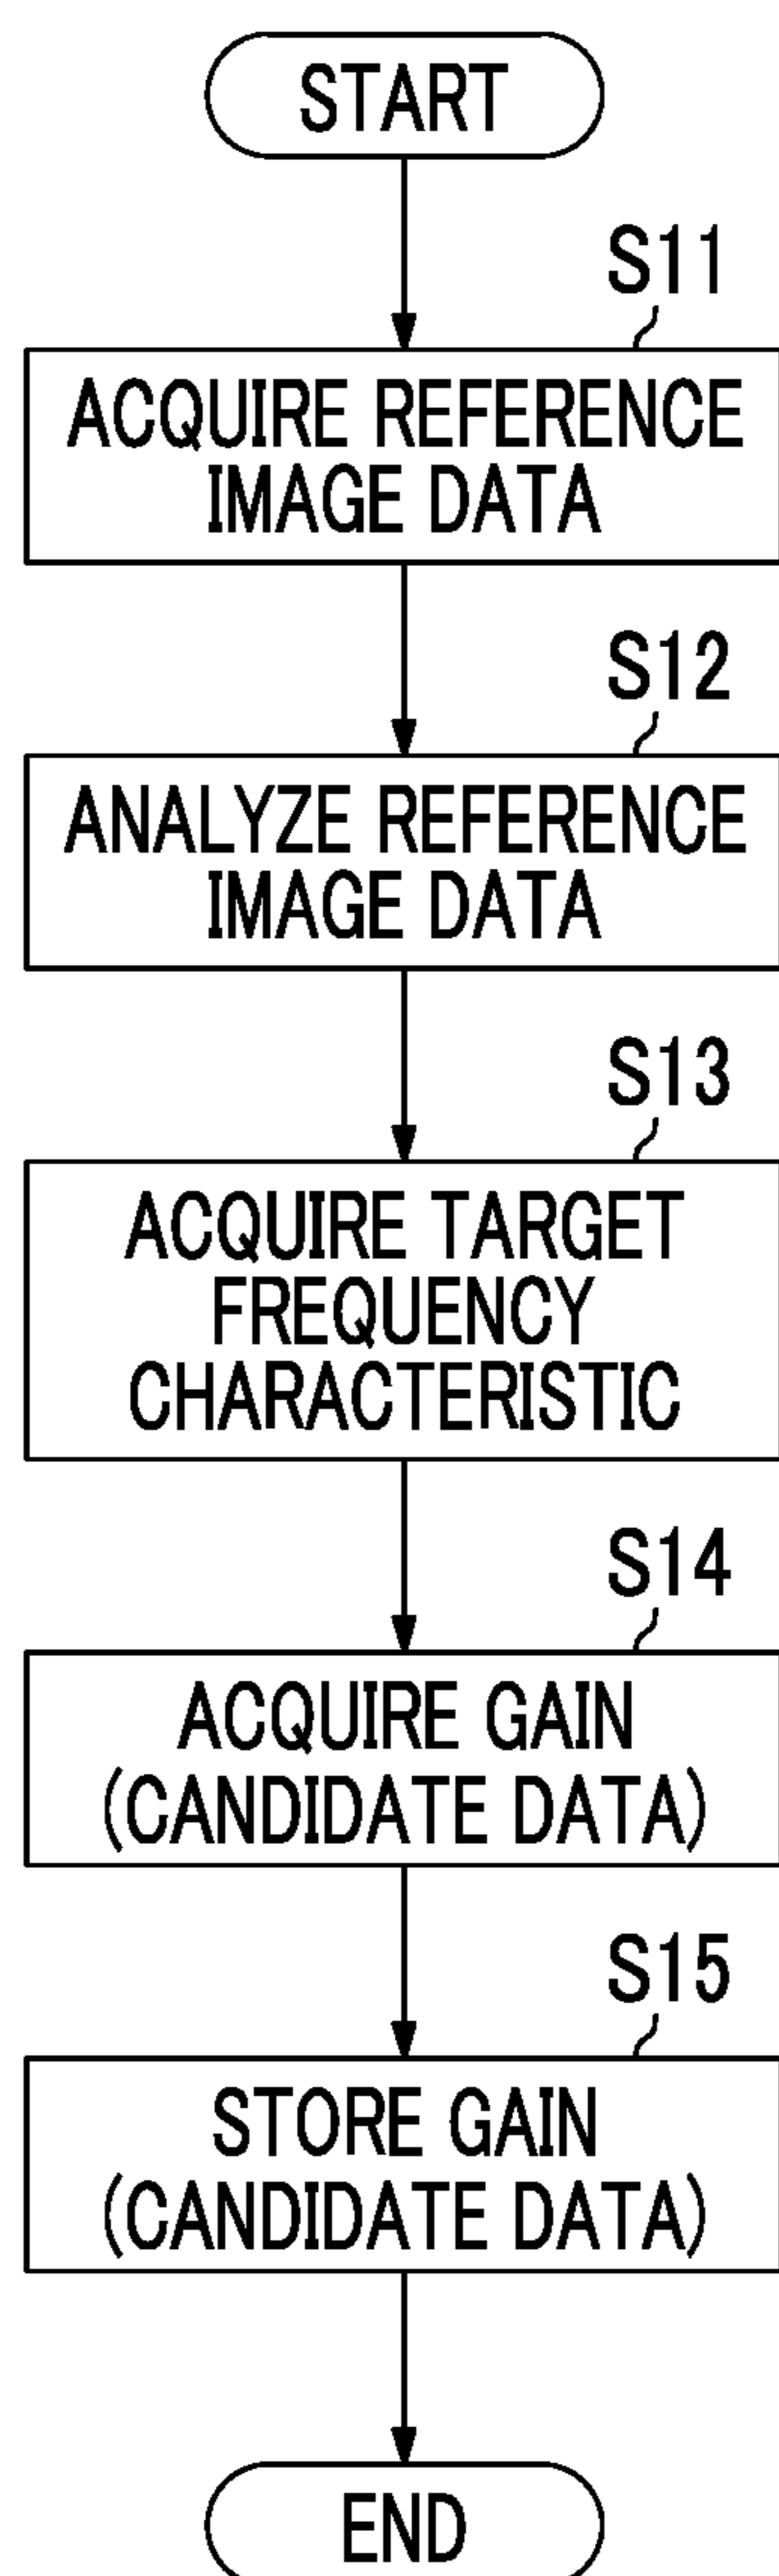 START
S11
ACQUIRE REFERENCE
IMAGE DATA
S12
ANALYZE REFERENCE
IMAGE DATA
S13
ACQUIRE TARGET
FREQUENCY
CHARACTERISTIC
S14
ACQUIRE GAIN
(CANDIDATE DATA)
S15
STORE GAIN
(CANDIDATE DATA)
END